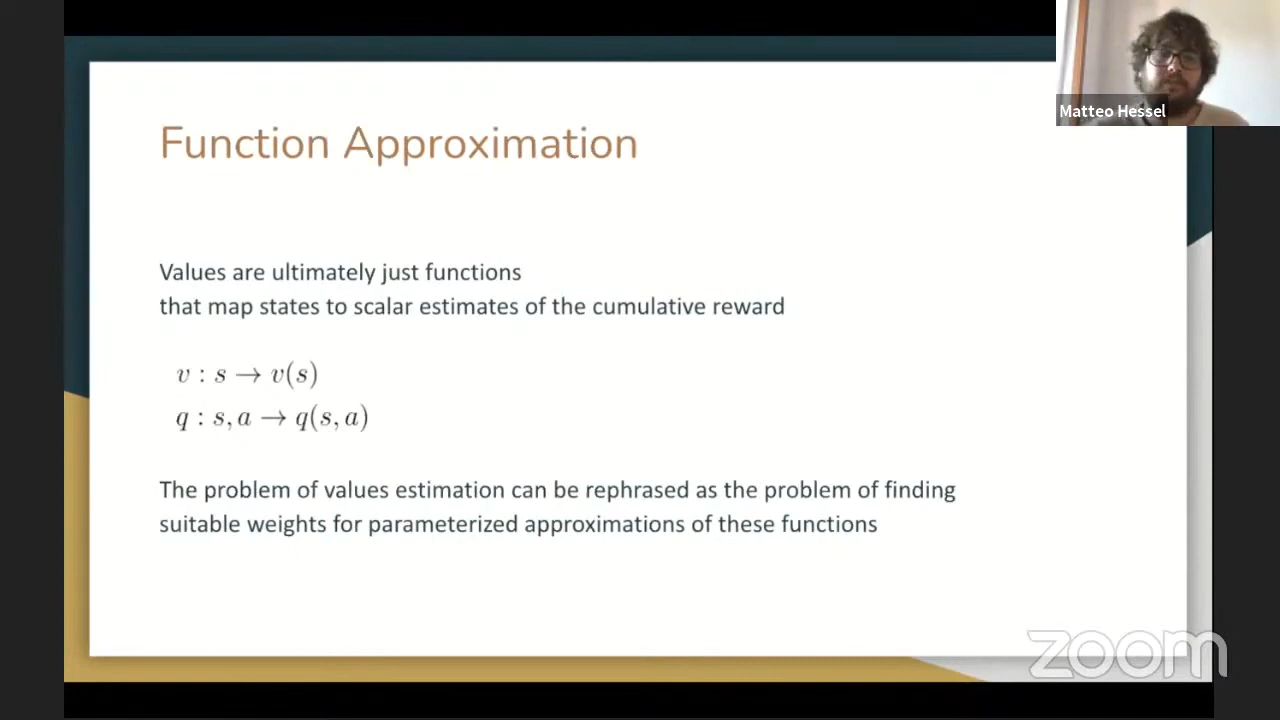 Matteo Hessel
Function Approximation
Values are ultimately just functions
that map states to scalar estimates of the cumulative reward
v : s → v(s)
q : s, a → q(s, a)
The problem of values estimation can be rephrased as the problem of finding
suitable weights for parameterized approximations of these functions
zoom